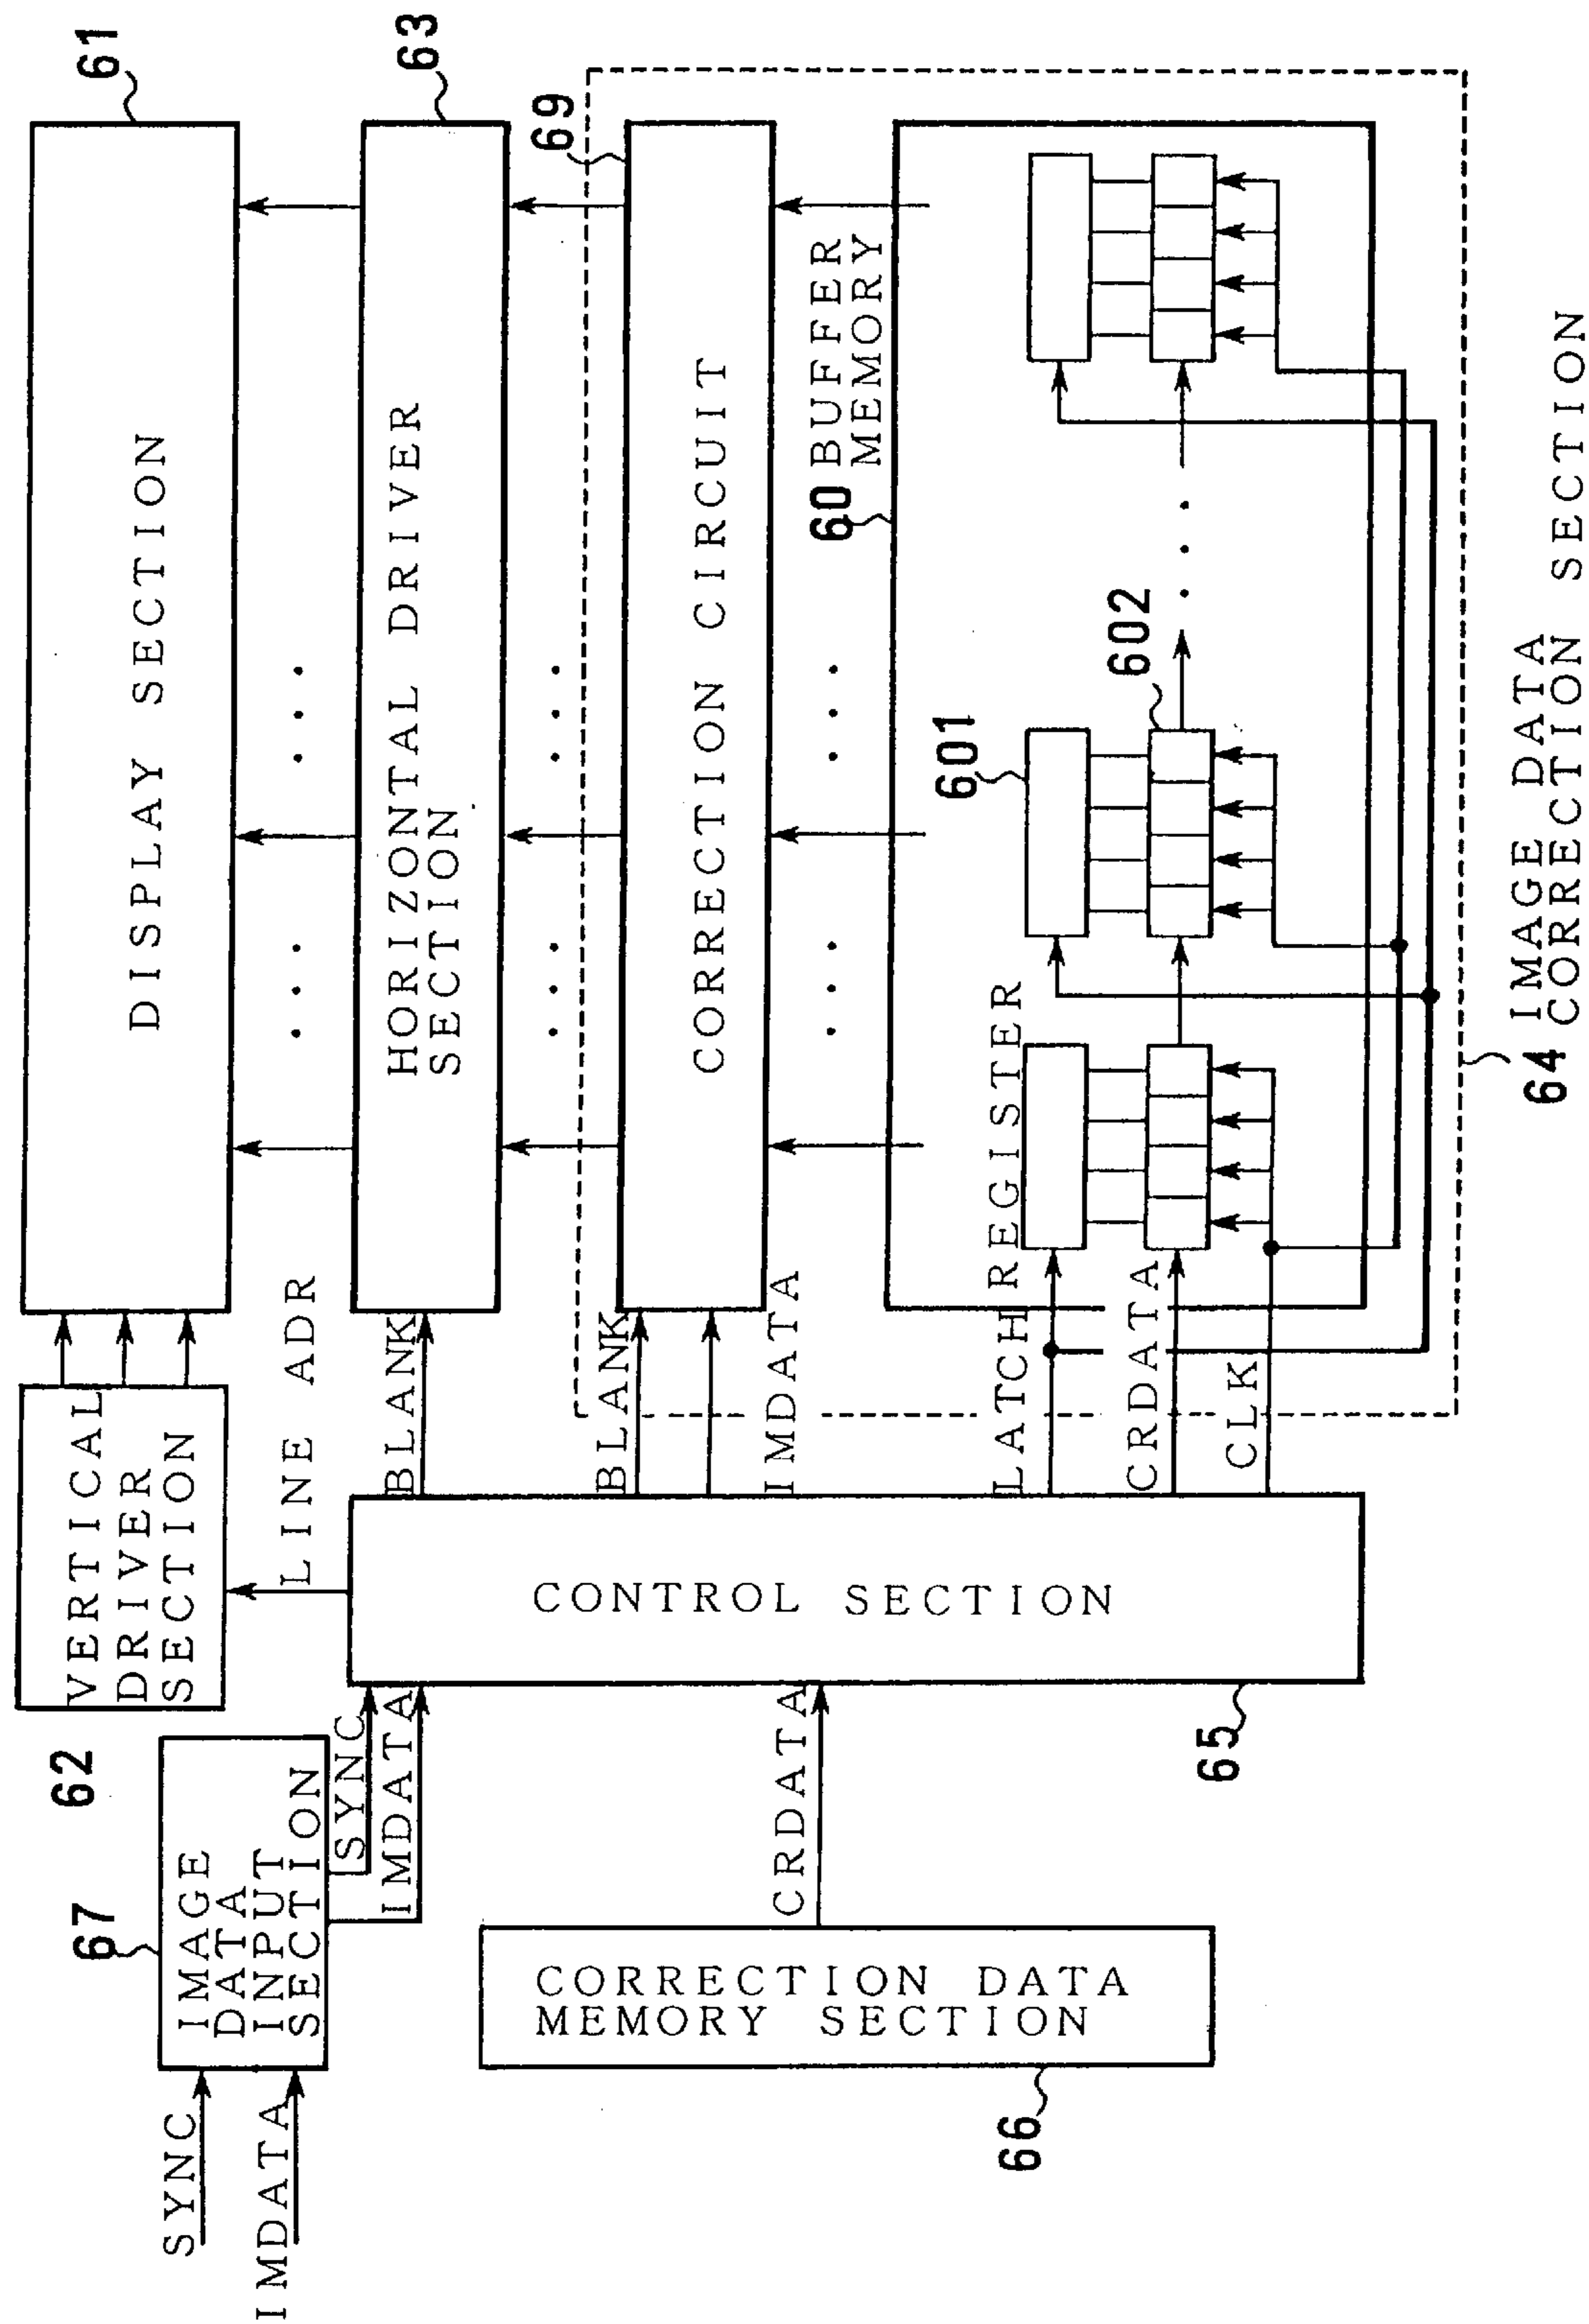 61
DISPLAY SECTION
VERTICAL
DRIVER
SECTION
62
LINE ADR
63
HORIZONTAL DRIVER
SECTION
BLANK
67
IMAGE
DATA
INPUT
SECTION
SYNC
IMDATA
SYNC
IMDATA
69
CORRECTION CIRCUIT
BLANK
IMDATA
CONTROL SECTION
65
CRDATA
CORRECTION DATA
MEMORY SECTION
66
60 BUFFER
MEMORY
601
602
LATCH REGISTER
CRDATA
CLK
64 IMAGE DATA
CORRECTION SECTION